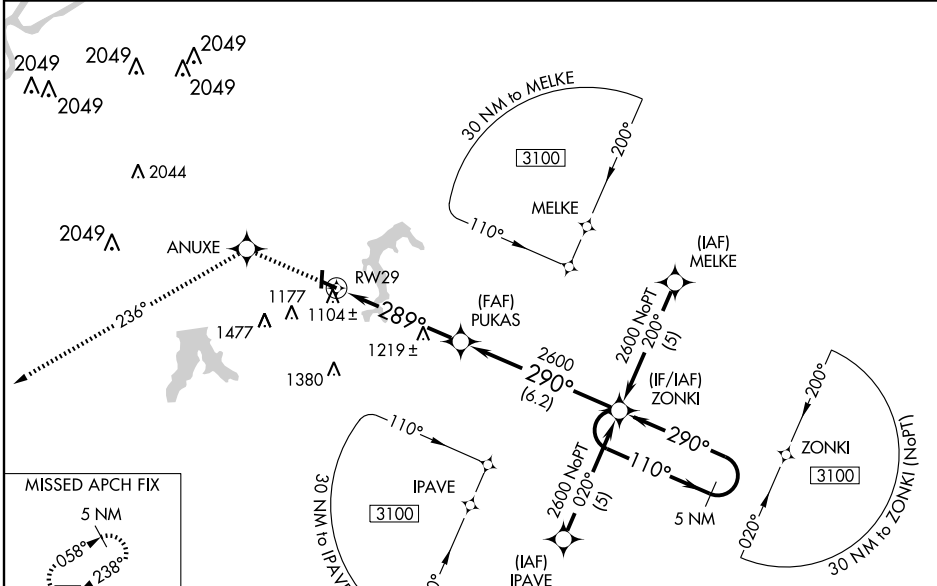 2049
2049
2049
2049
2049
2044
2049
ANUXE
236°
RW29
1177
1104 ±
1477
1380
289°
1219 ±
(FAF)
PUKAS
2600
290°
(6.2)
30 NM to MELKE
3100
200°
110°
MELKE
(IAF)
MELKE
2600 NoPT
200°
(5)
(IF/IAF)
ZONKI
290°
110°
5 NM
2600 NoPT
020°
(5)
(IAF)
IPAVE
200°
ZONKI
3100
020°
30 NM to ZONKI (NoPT)
110°
IPAVE
3100
30 NM to IPAVE
MISSED APCH FIX
5 NM
058°
238°